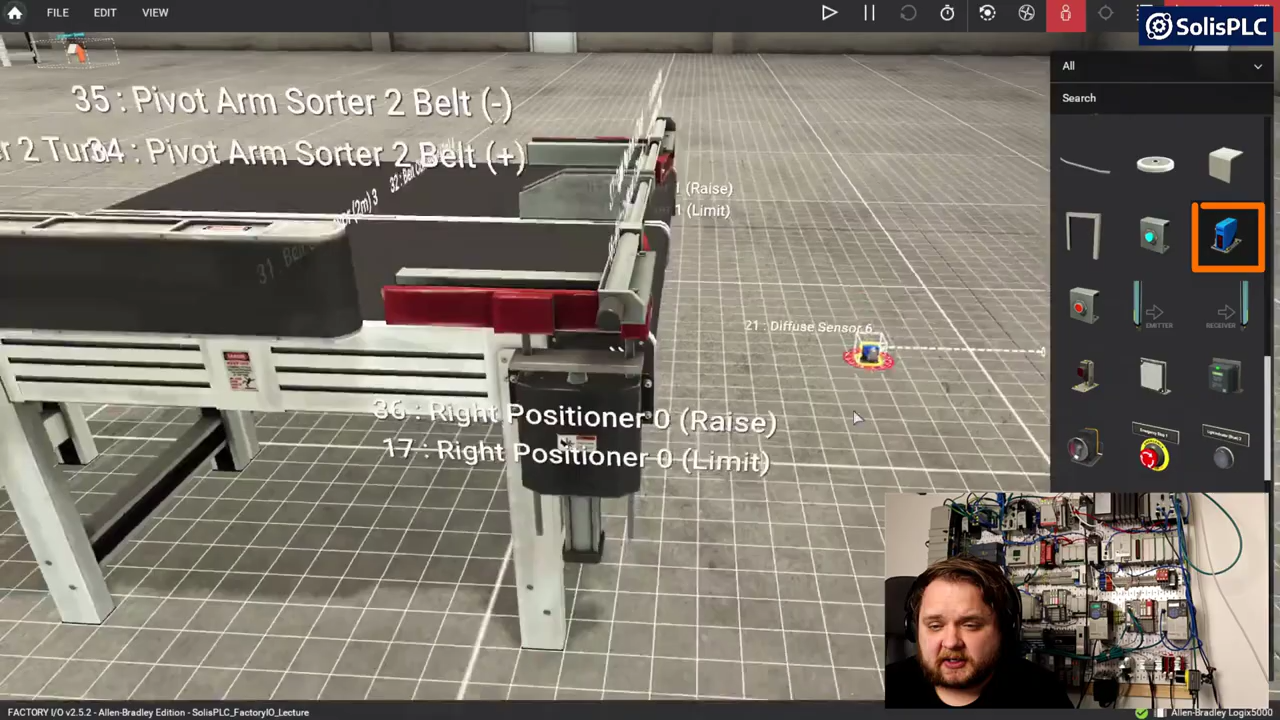 FILE EDIT VIEW
SolisPLC
All
Search
35 : Pivot Arm Sorter 2 Belt (-)
34 : Pivot Arm Sorter 2 Belt (+)
(Raise)
(Limit)
21 : Diffuse Sensor 6
36 : Right Positioner 0 (Raise)
17 : Right Positioner 0 (Limit)
EMITTER
RECEIVER
DANGER
FACTORY I/O v2.5.2 - Allen-Bradley Edition - SolisPLC_FactoryIO_Lecture
Allen-Bradley Logix5000